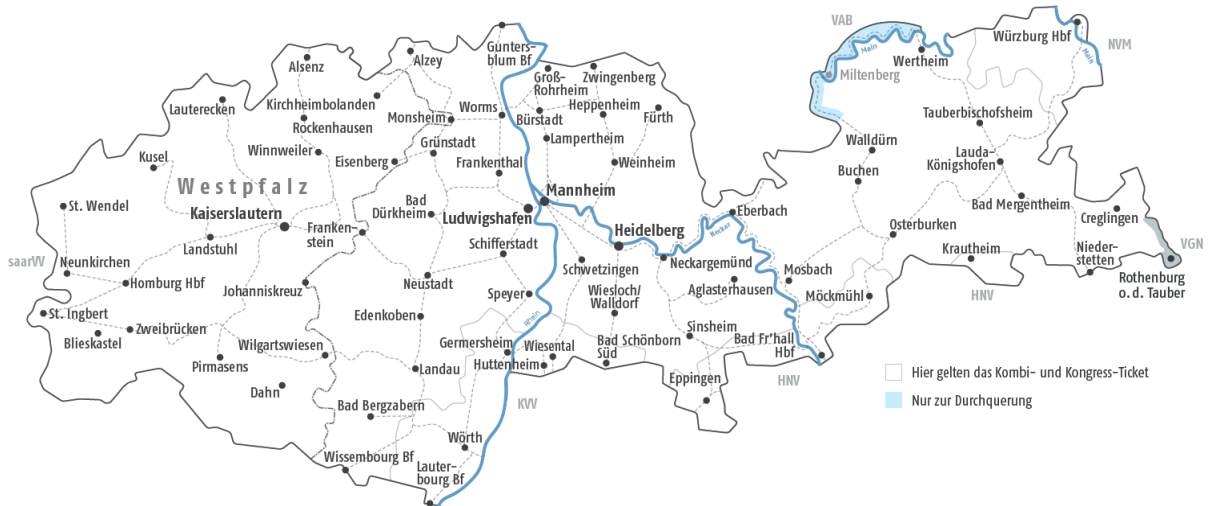 VAB
Würzburg Hbf
NVM
Main
Main
Wertheim
Miltenberg
Gunters-
blum Bf
Alzey
Alsenz
Groß-
Rohrheim
Zwingenberg
Kirchheimbolanden
Lauterecken
Rockenhausen
Monsheim
Worms
Bürstadt
Heppenheim
Fürth
Lampertheim
Tauberbischofsheim
Walldürn
Kusel
Winnweiler
Eisenberg
Grünstadt
Frankenthal
Weinheim
Buchen
Lauda-
Königshofen
Westpfalz
Mannheim
St. Wendel
Kaiserslautern
Bad
Dürkheim
Ludwigshafen
Eberbach
Bad Mergentheim
Creglingen
Landstuhl
Franken-
stein
Schifferstadt
Heidelberg
Neckar
Osterburken
Krautheim
Nieder-
stetten
VGN
saarVV
Neunkirchen
Schwetzingen
Neckargemünd
Mosbach
Rothenburg
o. d. Tauber
Homburg Hbf
Johanniskreuz
Neustadt
Speyer
Wiesloch/
Walldorf
Aglasterhausen
Möckmühl
HNV
St. Ingbert
Zweibrücken
Blieskastel
Edenkoben
Rhein
Sinsheim
Bad Fr’hall
Hbf
Wilgartswiesen
Germersheim
Huttenheim
Wiesental
Bad Schönborn
Süd
Pirmasens
Landau
Eppingen
HNV
Hier gelten das Kombi- und Kongress-Ticket
Dahn
Bad Bergzabern
KVV
Nur zur Durchquerung
Wörth
Wissembourg Bf
Lauter-
bourg Bf